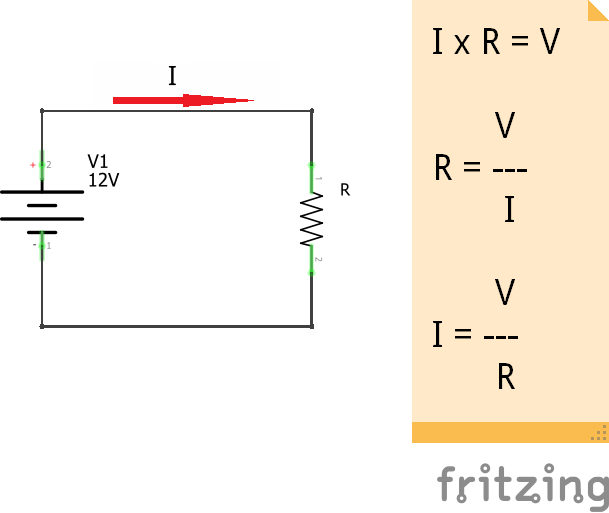 I
+ 2
V1
12V
- 1
1
R
2
I x R = V
V
R = ---
I
V
I = ---
R
fritzing